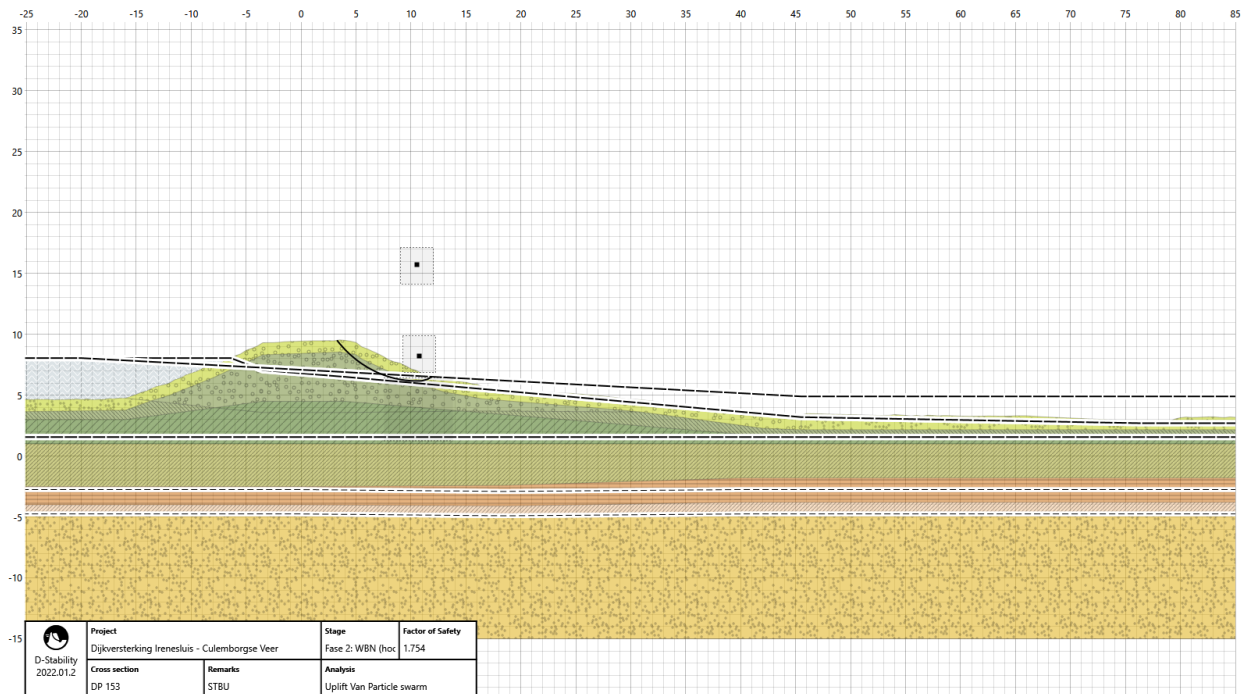 -25 -20 -15 -10 -5 0 5 10 15 20 25 30 35 40 45 50 55 60 65 70 75 80 85
35
30
25
20
15
10
5
0
-5
-10
-15
D-Stability
2022.01.2
Project
Dijkversterking Irenesluis - Culemborgse Veer
Stage
Fase 2: WBN (hoc
Factor of Safety
1.754
Cross section
DP 153
Remarks
STBU
Analysis
Uplift Van Particle swarm